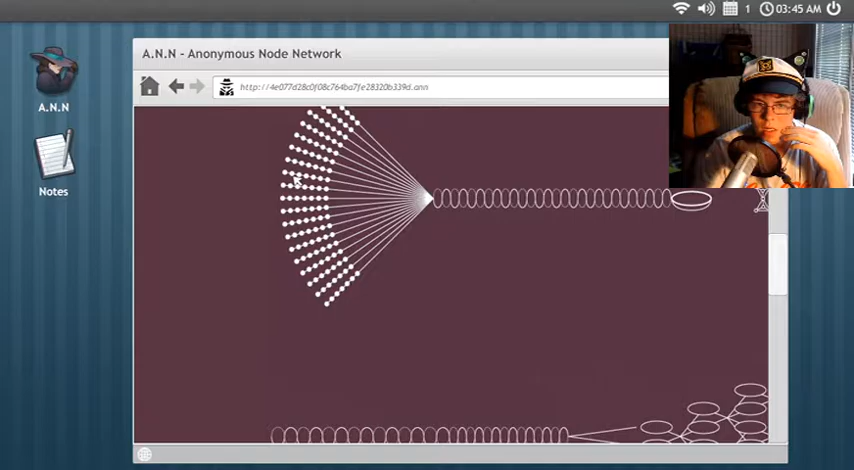 1 03:45 AM
A.N.N - Anonymous Node Network
http://4e077d28c0f08c764ba7fe28320b339d.ann
A.N.N
Notes